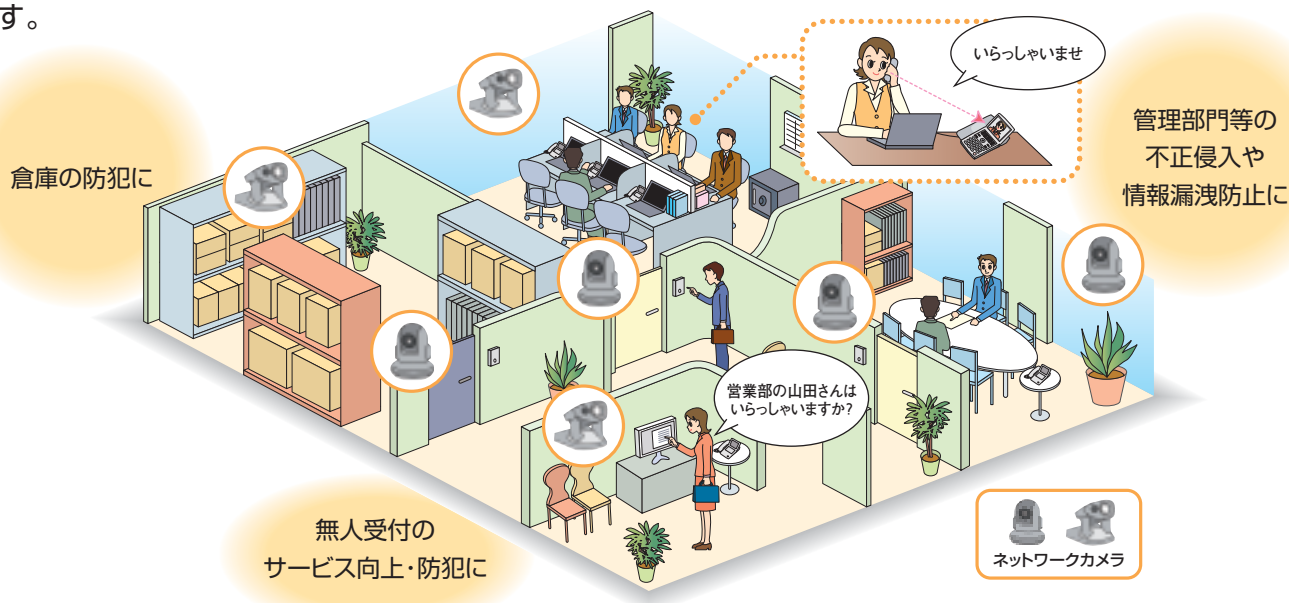 す。
いらっしゃいませ
倉庫の防犯に
管理部門等の
不正侵入や
情報漏洩防止に
営業部の山田さんは
いらっしゃいますか?
無人受付の
サービス向上・防犯に
ネットワークカメラ